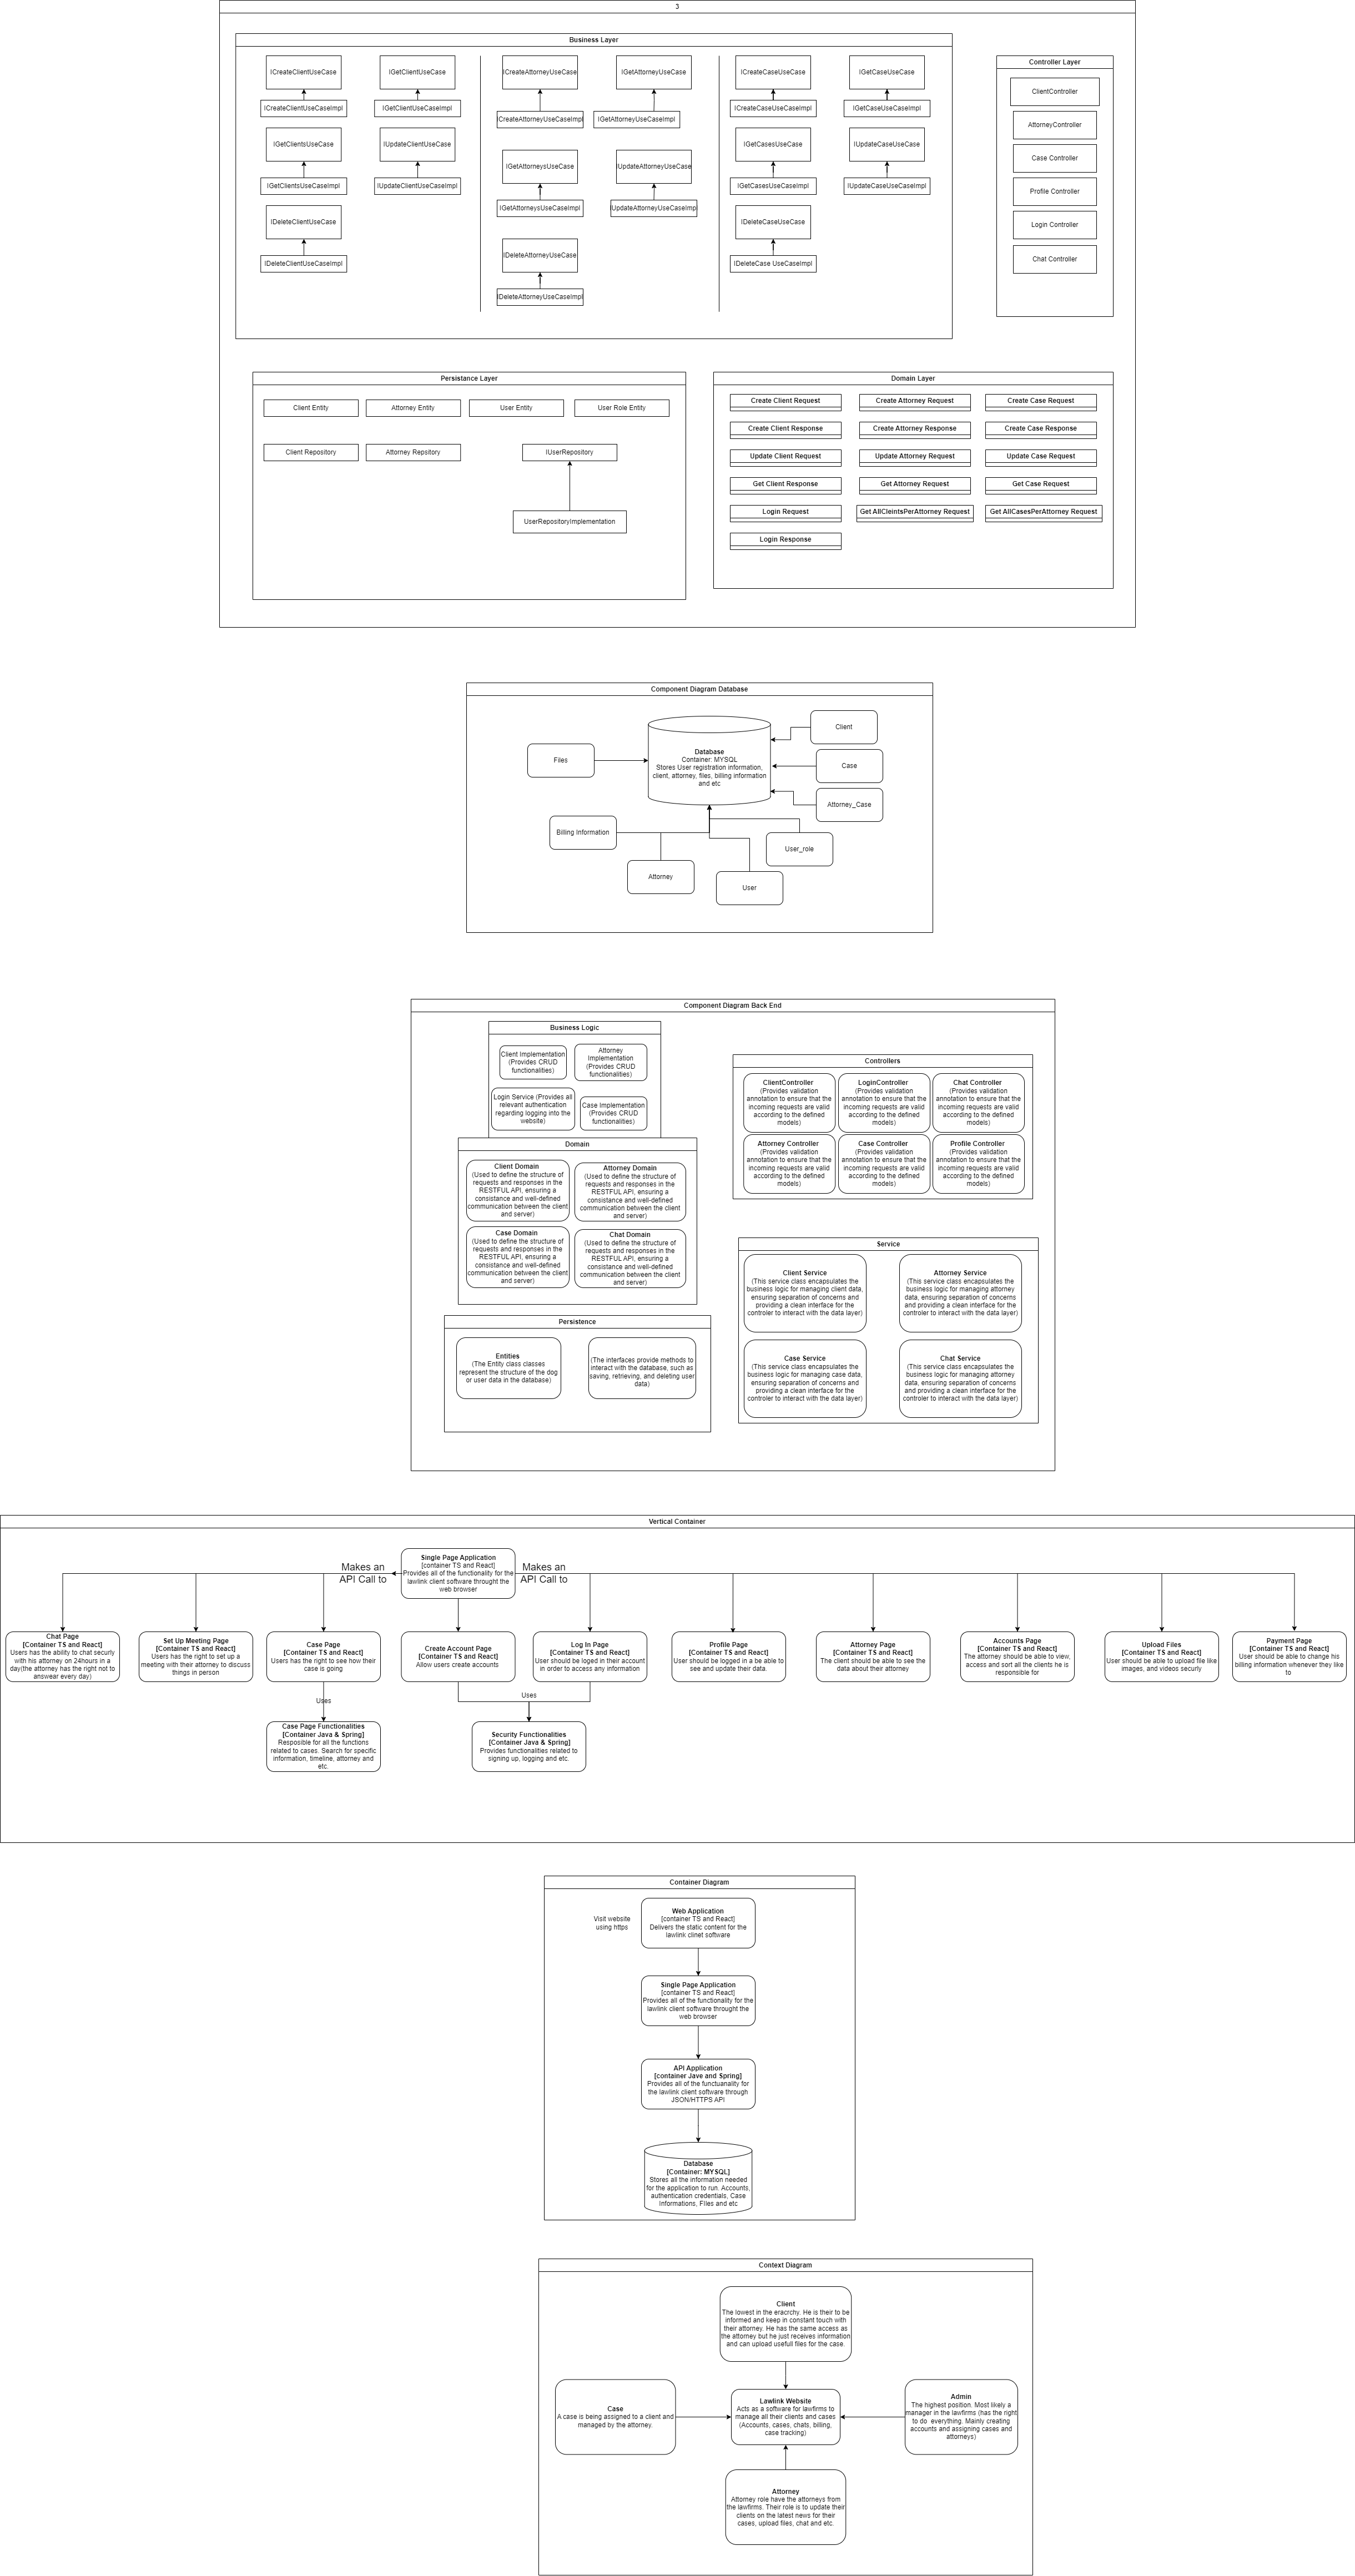 3
Business Layer
ICreateClientUseCase
IGetClientUseCase
ICreateAttorneyUseCase
IGetAttorneyUseCase
ICreateCaseUseCase
IGetCaseUseCase
ICreateClientUseCaseImpl
IGetClientUseCaseImpl
ICreateAttorneyUseCaseImpl
IGetAttorneyUseCaseImpl
ICreateCaseUseCaseImpl
IGetCaseUseCaseImpl
IGetClientsUseCase
IUpdateClientUseCase
IGetAttorneysUseCase
IUpdateAttorneyUseCase
IGetCasesUseCase
IUpdateCaseUseCase
IGetClientsUseCaseImpl
IUpdateClientUseCaseImpl
IGetAttorneysUseCaseImpl
IUpdateAttorneyUseCaseImpl
IGetCasesUseCaseImpl
IUpdateCaseUseCaseImpl
IDeleteClientUseCase
IDeleteAttorneyUseCase
IDeleteCaseUseCase
IDeleteClientUseCaseImpl
IDeleteAttorneyUseCaseImpl
IDeleteCase UseCaseImpl
Controller Layer
ClientController
AttorneyController
Case Controller
Profile Controller
Login Controller
Chat Controller
Persistance Layer
Client Entity
Attorney Entity
User Entity
User Role Entity
Client Repository
Attorney Repsitory
IUserRepository
UserRepositoryImplementation
Domain Layer
Create Client Request
Create Attorney Request
Create Case Request
Create Client Response
Create Attorney Response
Create Case Response
Update Client Request
Update Attorney Request
Update Case Request
Get Client Response
Get Attorney Request
Get Case Request
Login Request
Get AllCleintsPerAttorney Request
Get AllCasesPerAttorney Request
Login Response
Component Diagram Database
Files
Database
Container: MYSQL
Stores User registration information,
client, attorney, files, billing information
and etc
Client
Case
Attorney_Case
Billing Information
User_role
Attorney
User
Component Diagram Back End
Business Logic
Client Implementation
(Provides CRUD
functionalities)
Attorney
Implementation
(Provides CRUD
functionalities)
Login Service (Provides all
relevant authentication
regarding logging into the
website)
Case Implementation
(Provides CRUD
functionalities)
Domain
Client Domain
(Used to define the structure of
requests and responses in the
RESTFUL API, ensuring a
consistance and well-defined
communication between the client
and server)
Attorney Domain
(Used to define the structure of
requests and responses in the
RESTFUL API, ensuring a
consistance and well-defined
communication between the client
and server)
Case Domain
(Used to define the structure of
requests and responses in the
RESTFUL API, ensuring a
consistance and well-defined
communication between the client
and server)
Chat Domain
(Used to define the structure of
requests and responses in the
RESTFUL API, ensuring a
consistance and well-defined
communication between the client
and server)
Persistence
Entities
(The Entity class classes
represent the structure of the dog
or user data in the database)
(The interfaces provide methods to
interact with the database, such as
saving, retrieving, and deleting user
data)
Controllers
ClientController
(Provides validation
annotation to ensure that the
incoming requests are valid
according to the defined
models)
LoginController
(Provides validation
annotation to ensure that the
incoming requests are valid
according to the defined
models)
Chat Controller
(Provides validation
annotation to ensure that the
incoming requests are valid
according to the defined
models)
Attorney Controller
(Provides validation
annotation to ensure that the
incoming requests are valid
according to the defined
models)
Case Controller
(Provides validation
annotation to ensure that the
incoming requests are valid
according to the defined
models)
Profile Controller
(Provides validation
annotation to ensure that the
incoming requests are valid
according to the defined
models)
Service
Client Service
(This service class encapsulates the
business logic for managing client data,
ensuring separation of concerns and
providing a clean interface for the
controler to interact with the data layer)
Attorney Service
(This service class encapsulates the
business logic for managing attorney
data, ensuring separation of concerns
and providing a clean interface for the
controler to interact with the data layer)
Case Service
(This service class encapsulates the
business logic for managing case data,
ensuring separation of concerns and
providing a clean interface for the
controler to interact with the data layer)
Chat Service
(This service class encapsulates the
business logic for managing attorney
data, ensuring separation of concerns
and providing a clean interface for the
controler to interact with the data layer)
Vertical Container
Makes an
API Call to
Single Page Application
[container TS and React]
Provides all of the functionality for the
lawlink client software throught the
web browser
Makes an
API Call to
Chat Page
[Container TS and React]
Users has the ability to chat securly
with his attorney on 24hours in a
day(the attorney has the right not to
answear every day)
Set Up Meeting Page
[Container TS and React]
Users has the right to set up a
meeting with their attorney to discuss
things in person
Case Page
[Container TS and React]
Users has the right to see how their
case is going
Create Account Page
[Container TS and React]
Allow users create accounts
Log In Page
[Container TS and React]
User should be loged in their account
in order to access any information
Profile Page
[Container TS and React]
User should be logged in a be able to
see and update their data.
Attorney Page
[Container TS and React]
The client should be able to see the
data about their attorney
Accounts Page
[Container TS and React]
The attorney should be able to view,
access and sort all the clients he is
responsible for
Upload Files
[Container TS and React]
User should be able to upload file like
images, and videos securly
Payment Page
[Container TS and React]
User should be able to change his
billing information whenever they like
to
Uses
Uses
Case Page Functionalities
[Container Java & Spring]
Resposible for all the functions
related to cases. Search for specific
information, timeline, attorney and
etc.
Security Functionalities
[Container Java & Spring]
Provides functionalities related to
signing up, logging and etc.
Container Diagram
Visit website
using https
Web Application
[container TS and React]
Delivers the static content for the
lawlink clinet software
Single Page Application
[container TS and React]
Provides all of the functionality for the
lawlink client software throught the
web browser
API Application
[container Jave and Spring]
Provides all of the functuanality for
the lawlink client software through
JSON/HTTPS API
Database
[Container: MYSQL]
Stores all the information needed
for the application to run. Accounts,
authentication credentials, Case
Informations, FIles and etc
Context Diagram
Client
The lowest in the eracrchy. He is their to be
informed and keep in constant touch with
their attorney. He has the same access as
the attorney but he just receives information
and can upload usefull files for the case.
Case
A case is being assigned to a client and
managed by the attorney.
Lawlink Website
Acts as a software for lawfirms to
manage all their clients and cases
(Accounts, cases, chats, billing,
case tracking)
Admin
The highest position. Most likely a
manager in the lawfirms (has the right
to do everything. Mainly creating
accounts and assigning cases and
attorneys)
Attorney
Attorney role have the attorneys from
the lawfirms. Their role is to update their
clients on the latest news for their
cases, upload files, chat and etc.